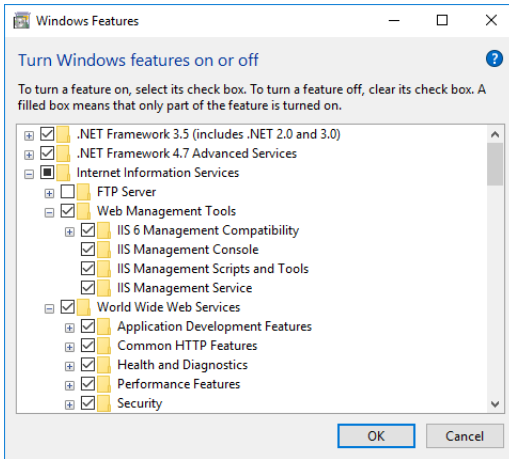 Windows Features
Turn Windows features on or off
To turn a feature on, select its check box. To turn a feature off, clear its check box. A
filled box means that only part of the feature is turned on.
.NET Framework 3.5 (includes .NET 2.0 and 3.0)
.NET Framework 4.7 Advanced Services
Internet Information Services
FTP Server
Web Management Tools
IIS 6 Management Compatibility
IIS Management Console
IIS Management Scripts and Tools
IIS Management Service
World Wide Web Services
Application Development Features
Common HTTP Features
Health and Diagnostics
Performance Features
Security
OK Cancel